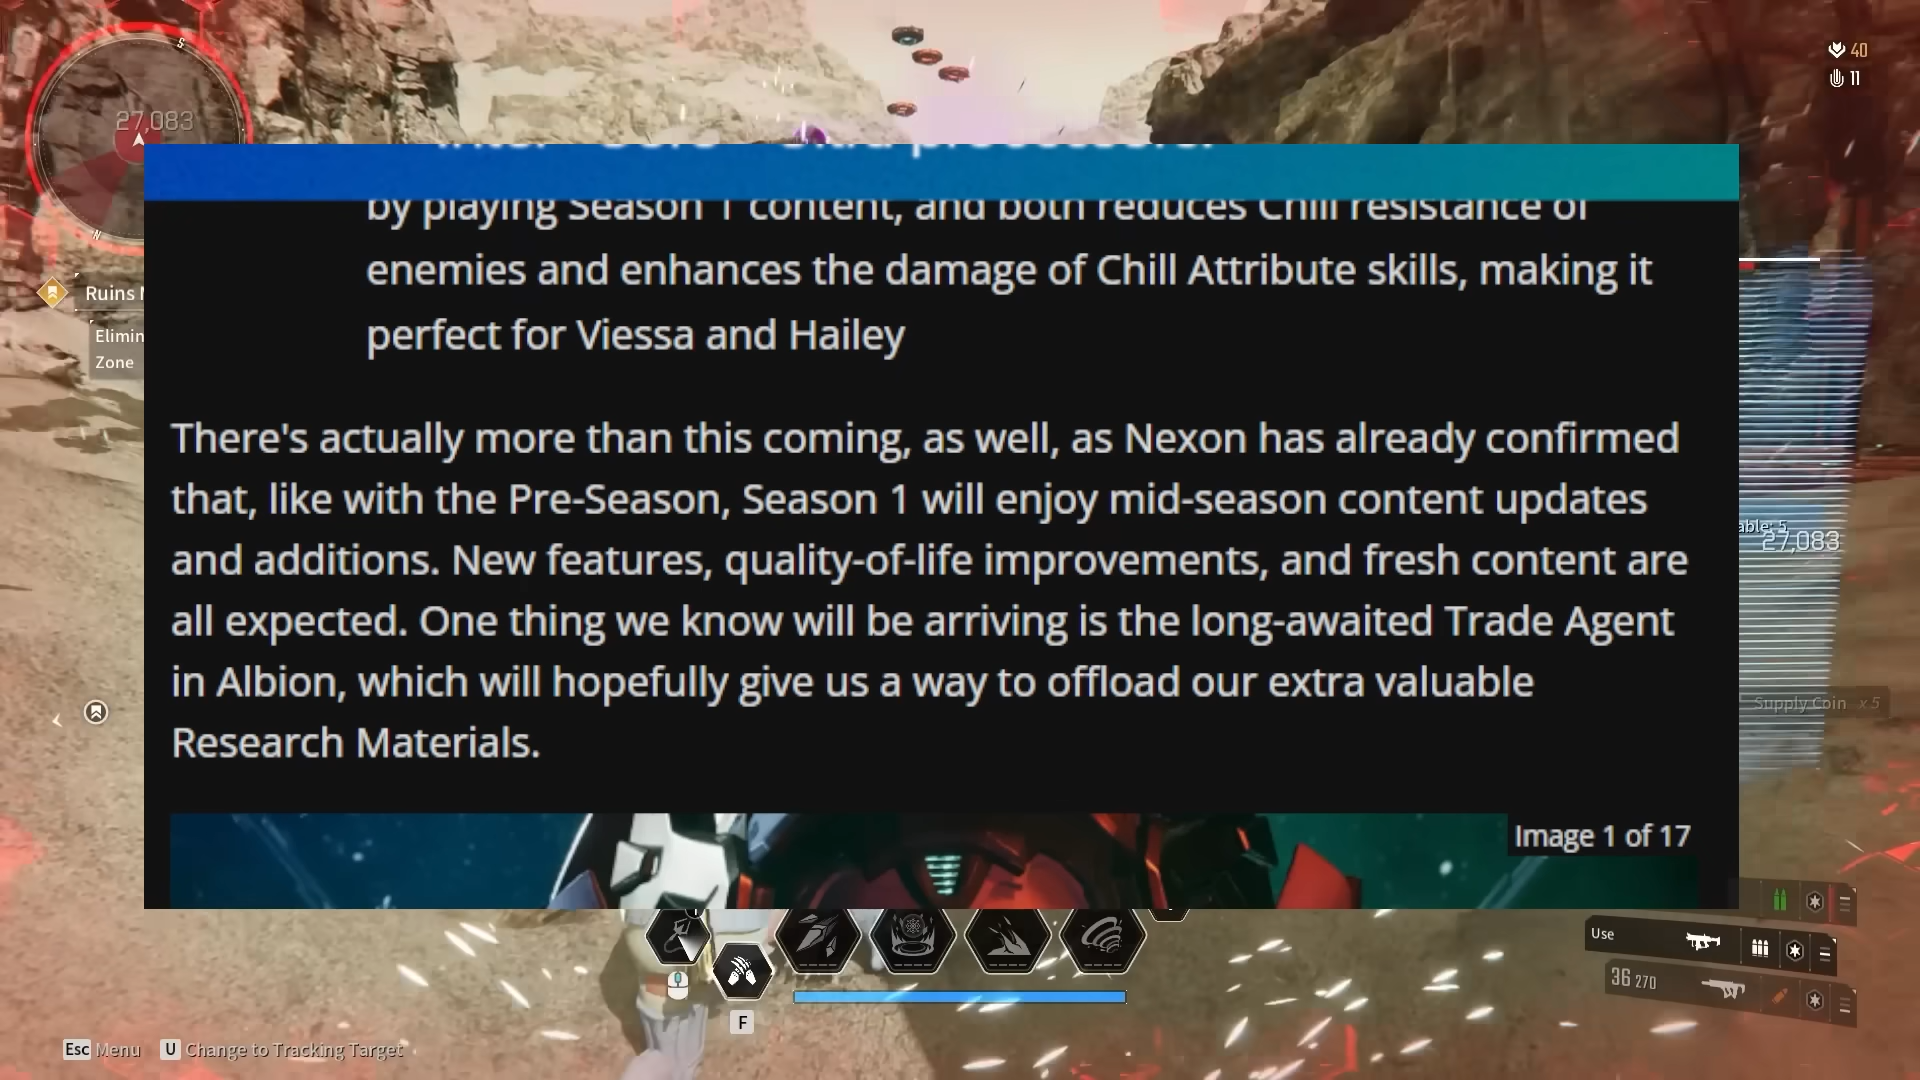 S
40
27,083
11
N
by playing Season 1 content, and both reduces Chill resistance of
enemies and enhances the damage of Chill Attribute skills, making it
perfect for Viessa and Hailey
Ruins
Elimin
Zone
There's actually more than this coming, as well, as Nexon has already confirmed
that, like with the Pre-Season, Season 1 will enjoy mid-season content updates
and additions. New features, quality-of-life improvements, and fresh content are
all expected. One thing we know will be arriving is the long-awaited Trade Agent
in Albion, which will hopefully give us a way to offload our extra valuable
Research Materials.
able: 5
27,083
Supply Coin x 5
Image 1 of 17
Use
36 270
F
Esc Menu U Change to Tracking Target